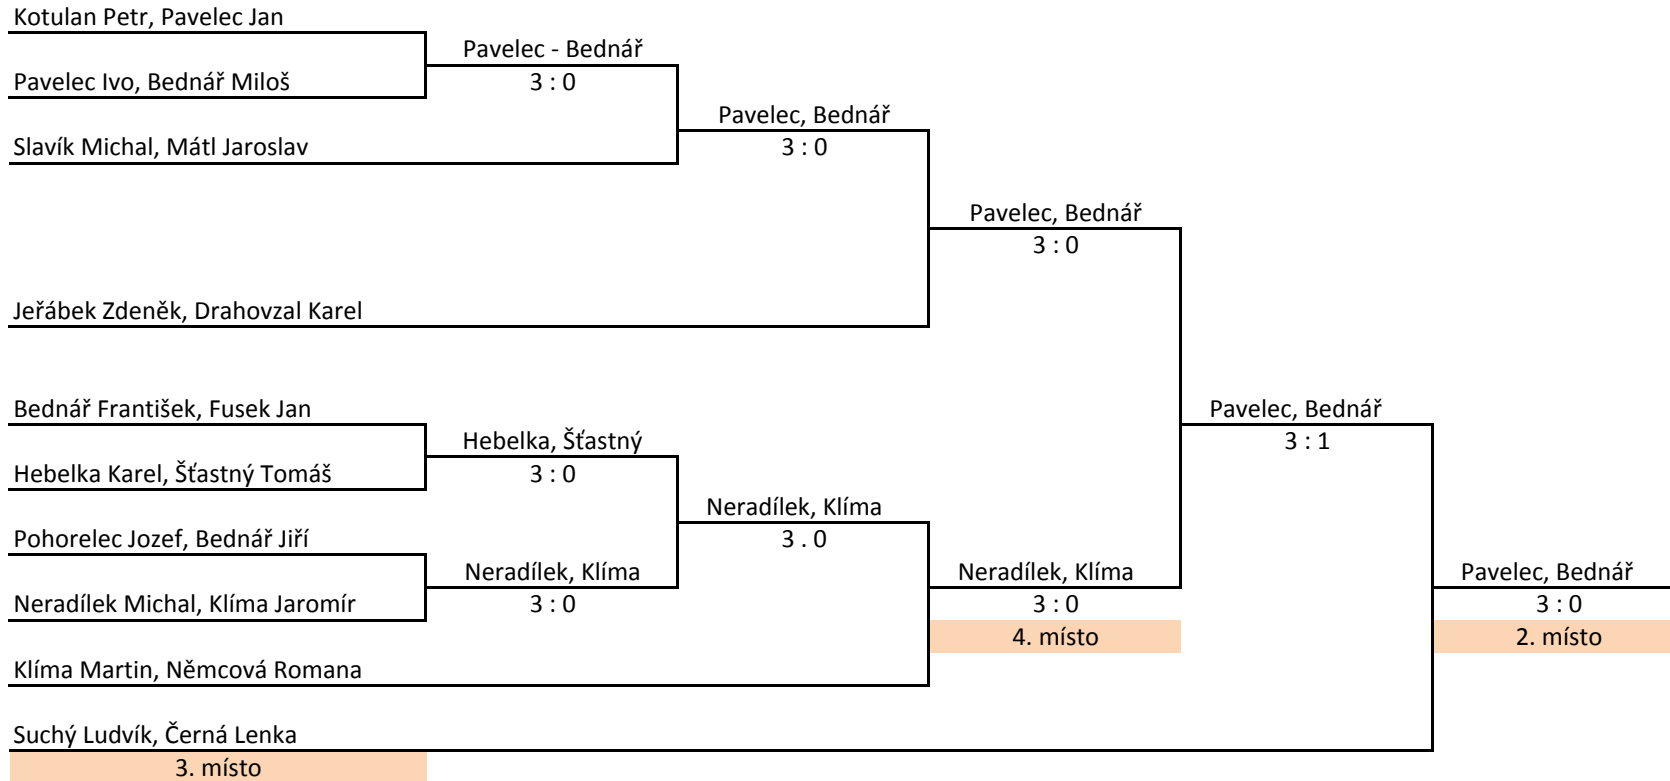 Kotulan Petr, Pavelec Jan
Pavelec - Bednář
Pavelec Ivo, Bednář Miloš
3 : 0
Pavelec, Bednář
Slavík Michal, Mátl Jaroslav
3 : 0
Pavelec, Bednář
3 : 0
Jeřábek Zdeněk, Drahovzal Karel
Bednář František, Fusek Jan
Pavelec, Bednář
Hebelka, Šťastný
3 : 1
Hebelka Karel, Šťastný Tomáš
3 : 0
Neradílek, Klíma
Pohorelec Jozef, Bednář Jiří
3 . 0
Neradílek, Klíma
Neradílek, Klíma
Pavelec, Bednář
Neradílek Michal, Klíma Jaromír
3 : 0
3 : 0
3 : 0
4. místo
2. místo
Klíma Martin, Němcová Romana
Suchý Ludvík, Černá Lenka
3. místo